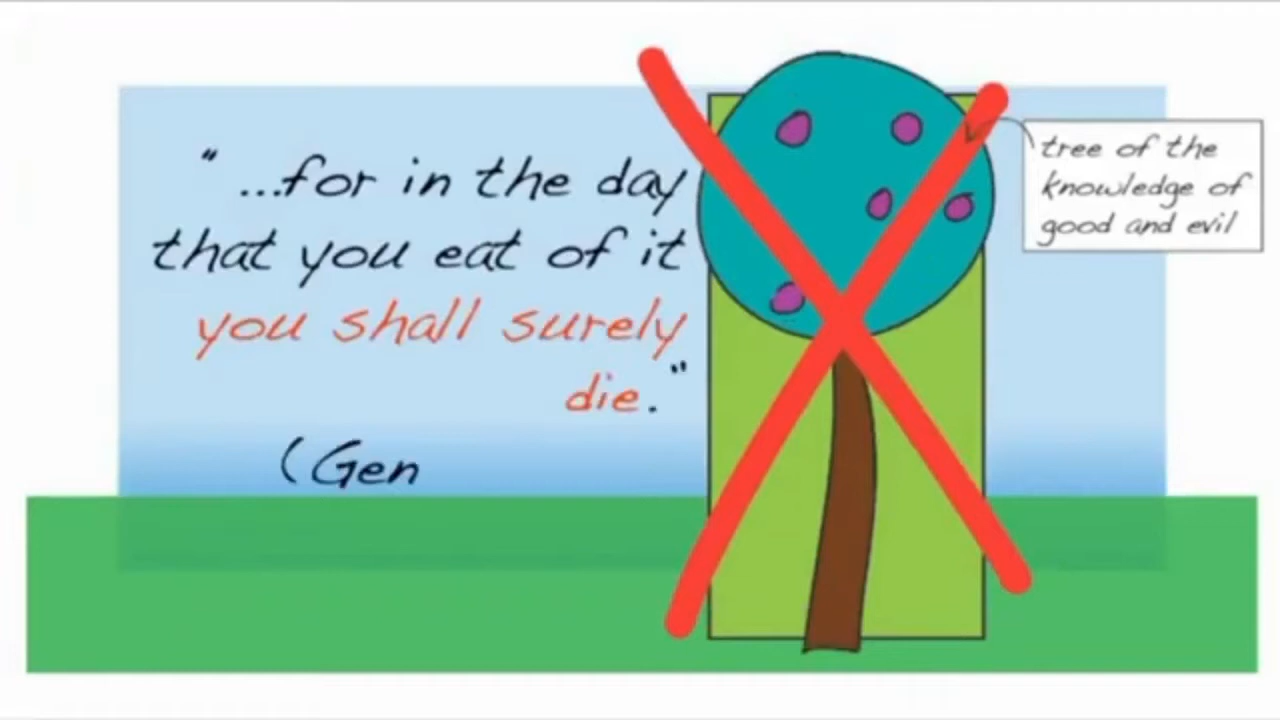 "...for in the day
that you eat of it
you shall surely
die."
(Gen
tree of the
knowledge of
good and evil